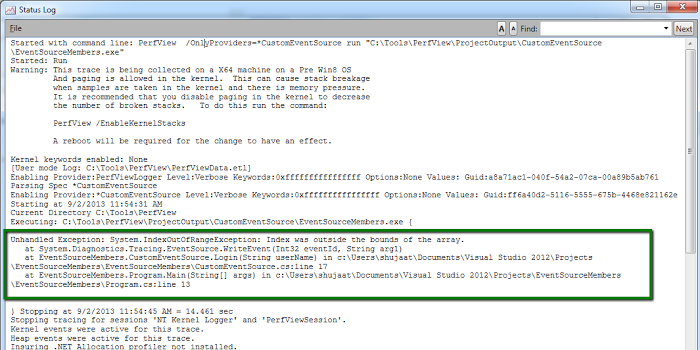 Status Log
File
A A Find: Next
Started with command line: PerfView  /OnlyProviders=*CustomEventSource run "C:\Tools\PerfView\ProjectOutput\CustomEventSource
\EventSourceMembers.exe"
Started: Run
Warning: This trace is being collected on a X64 machine on a Pre Win8 OS
And paging is allowed in the kernel.  This can cause stack breakage
when samples are taken in the kernel and there is memory pressure.
It is recommended that you disable paging in the kernel to decrease
the number of broken stacks.   To do this run the command:
PerfView /EnableKernelStacks
A reboot will be required for the change to have an effect.
Kernel keywords enabled: None
[User mode Log: C:\Tools\PerfView\PerfViewData.etl]
Enabling Provider:PerfViewLogger Level:Verbose Keywords:0xffffffffffffffff Options:None Values: Guid:a8a71ac1-040f-54a2-07ca-00a89b5ab761
Parsing Spec *CustomEventSource
Enabling Provider:*CustomEventSource Level:Verbose Keywords:0xffffffffffffffff Options:None Values: Guid:ff6a40d2-5116-5555-675b-4468e821162e
Starting at 9/2/2013 11:54:31 AM
Current Directory C:\Tools\PerfView
Executing: C:\Tools\PerfView\ProjectOutput\CustomEventSource\EventSourceMembers.exe {
Unhandled Exception: System.IndexOutOfRangeException: Index was outside the bounds of the array.
at System.Diagnostics.Tracing.EventSource.WriteEvent(Int32 eventId, String arg1)
at EventSourceMembers.CustomEventSource.Login(String userName) in c:\Users\shujaat\Documents\Visual Studio 2012\Projects
\EventSourceMembers\EventSourceMembers\CustomEventSource.cs:line 17
at EventSourceMembers.Program.Main(String[] args) in c:\Users\shujaat\Documents\Visual Studio 2012\Projects\EventSourceMembers
\EventSourceMembers\Program.cs:line 13
} Stopping at 9/2/2013 11:54:45 AM = 14.461 sec
Stopping tracing for sessions 'NT Kernel Logger' and 'PerfViewSession'.
Kernel events were active for this trace.
Heap events were active for this trace.
Insuring .NET Allocation profiler not installed.